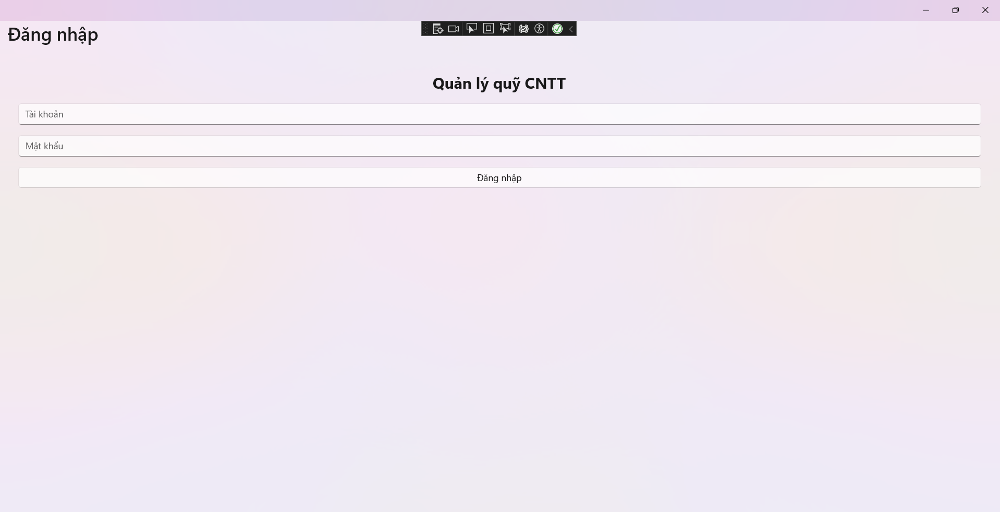 Đăng nhập
Quản lý quỹ CNTT
Tài khoản
Mật khẩu
Đăng nhập